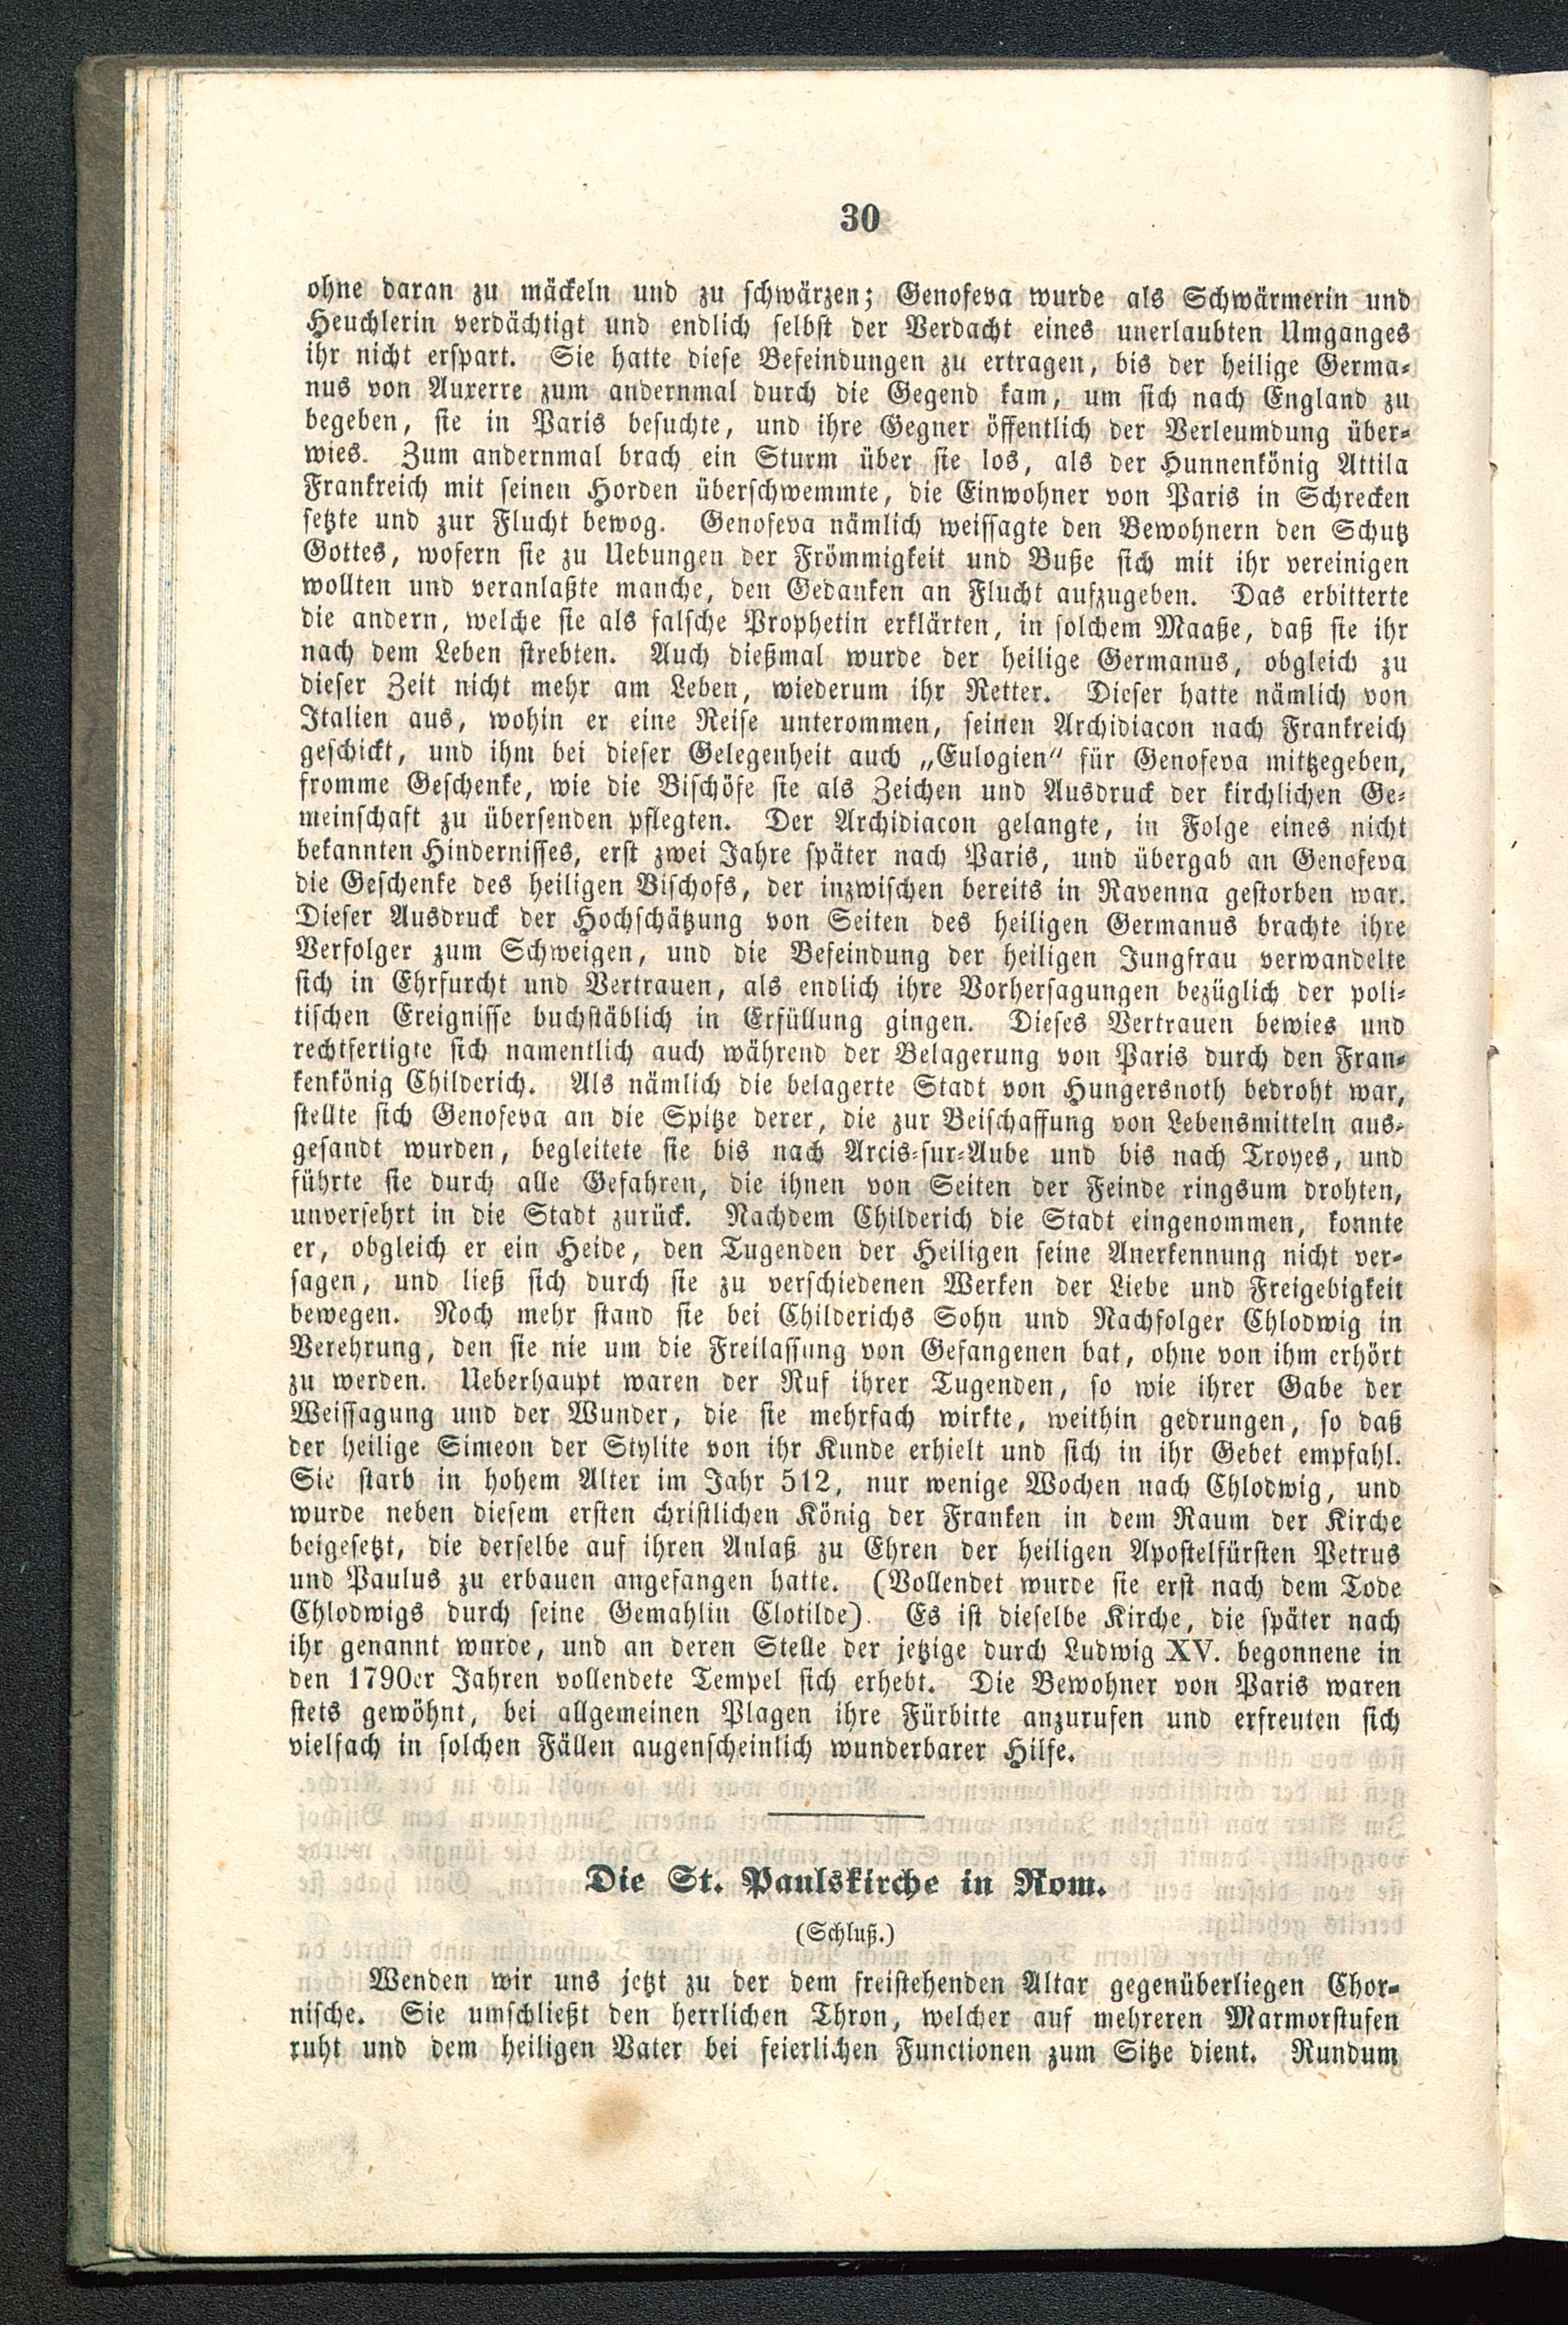 30
ohne daran zu mäckeln und zu schwärzen; Genofeva wurde als Schwärmerin und
Heuchlerin verdächtigt und endlich selbst der Verdacht eines unerlaubten Umganges
ihr nicht erspart. Sie hatte diese Befeindungen zu ertragen, bis der heilige Germa-
nus von Auxerre zum andernmal durch die Gegend kam, um sich nach England zu
begeben, sie in Paris besuchte, und ihre Gegner öffentlich der Verleumdung über-
wies. Zum andernmal brach ein Sturm über sie los, als der Hunnenkönig Attila
Frankreich mit seinen Horden überschwemmte, die Einwohner von Paris in Schrecken
setzte und zur Flucht bewog. Genofeva nämlich weissagte den Bewohnern den Schutz
Gottes, wofern sie zu Uebungen der Frömmigkeit und Buße sich mit ihr vereinigen
wollten und veranlaßte manche, den Gedanken an Flucht aufzugeben. Das erbitterte
die andern, welche sie als falsche Prophetin erklärten, in solchem Maaße, daß sie ihr
nach dem Leben strebten. Auch dießmal wurde der heilige Germanus, obgleich zu
dieser Zeit nicht mehr am Leben, wiederum ihr Retter. Dieser hatte nämlich von
Italien aus, wohin er eine Reise unterommen, seinen Archidiacon nach Frankreich
geschickt, und ihm bei dieser Gelegenheit auch „Eulogien“ für Genofeva mittzegeben,
fromme Geschenke, wie die Bischöfe sie als Zeichen und Ausdruck der kirchlichen Ge-
meinschaft zu übersenden pflegten. Der Archidiacon gelangte, in Folge eines nicht
bekannten Hindernisses, erst zwei Jahre später nach Paris, und übergab an Genofeva
die Geschenke des heiligen Bischofs, der inzwischen bereits in Ravenna gestorben war.
Dieser Ausdruck der Hochschätzung von Seiten des heiligen Germanus brachte ihre
Verfolger zum Schweigen, und die Befeindung der heiligen Jungfrau verwandelte
sich in Ehrfurcht und Vertrauen, als endlich ihre Vorhersagungen bezüglich der poli-
tischen Ereignisse buchstäblich in Erfüllung gingen. Dieses Vertrauen bewies und
rechtfertigte sich namentlich auch während der Belagerung von Paris durch den Fran-
kenkönig Childerich. Als nämlich die belagerte Stadt von Hungersnoth bedroht war,
stellte sich Genofeva an die Spitze derer, die zur Beischaffung von Lebensmitteln aus-
gesandt wurden, begleitete sie bis nach Arcis-sur-Aube und bis nach Troyes, und
führte sie durch alle Gefahren, die ihnen von Seiten der Feinde ringsum drohten,
unversehrt in die Stadt zurück. Nachdem Childerich die Stadt eingenommen, konnte
er, obgleich er ein Heide, den Tugenden der Heiligen seine Anerkennung nicht ver-
sagen, und ließ sich durch sie zu verschiedenen Werken der Liebe und Freigebigkeit
bewegen. Noch mehr stand sie bei Childerichs Sohn und Nachfolger Chlodwig in
Verehrung, den sie nie um die Freilassung von Gefangenen bat, ohne von ihm erhört
zu werden. Ueberhaupt waren der Ruf ihrer Tugenden, so wie ihrer Gabe der
Weissagung und der Wunder, die sie mehrfach wirkte, weithin gedrungen, so daß
der heilige Simeon der Stylite von ihr Kunde erhielt und sich in ihr Gebet empfahl.
Sie starb in hohem Alter im Jahr 512, nur wenige Wochen nach Chlodwig, und
wurde neben diesem ersten christlichen König der Franken in dem Raum der Kirche
beigesetzt, die derselbe auf ihren Anlaß zu Ehren der heiligen Apostelfürsten Petrus
und Paulus zu erbauen angefangen hatte. (Vollendet wurde sie erst nach dem Tode
Chlodwigs durch seine Gemahlin Clotilde). Es ist dieselbe Kirche, die später nach
ihr genannt wurde, und an deren Stelle der jetzige durch Ludwig XV. begonnene in
den 1790er Jahren vollendete Tempel sich erhebt. Die Bewohner von Paris waren
stets gewöhnt, bei allgemeinen Plagen ihre Fürbitte anzurufen und erfreuten sich
vielfach in solchen Fällen augenscheinlich wunderbarer Hilfe.
Die St. Paulskirche in Rom.
(Schluß.)
Wenden wir uns jetzt zu der dem freistehenden Altar gegenüberliegen Chor-
nische. Sie umschließt den herrlichen Thron, welcher auf mehreren Marmorstufen
ruht und dem heiligen Vater bei feierlichen Functionen zum Sitze dient. Rundum